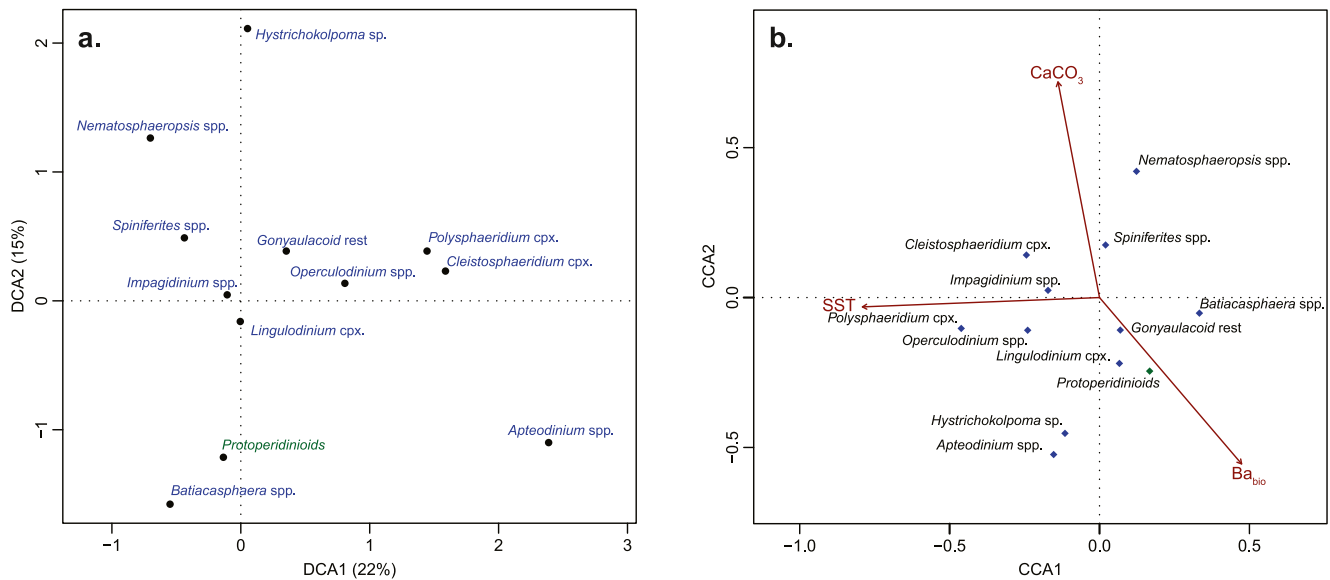 a.
Hystrichokolpoma sp.
Nematosphaeropsis spp.
Spiniferites spp.
Gonyaulacoid rest
Polysphaeridium cpx.
Cleistosphaeridium cpx.
Operculodinium spp.
Impagidinium spp.
Lingulodinium cpx.
Apteodinium spp.
Protoperidinioids
Batiacasphaera spp.
2
1
0
−1
DCA2 (15%)
−1
0
1
2
3
DCA1 (22%)
b.
CaCO3
Nematosphaeropsis spp.
Spiniferites spp.
Cleistosphaeridium cpx.
Impagidinium spp.
SST
Batiacasphaera spp.
Polysphaeridium cpx.
Gonyaulacoid rest
Operculodinium spp.
Lingulodinium cpx.
Protoperidinioids
Hystrichokolpoma sp.
Apteodinium spp.
Babio
0.5
0.0
−0.5
CCA2
−1.0
−0.5
0.0
0.5
CCA1